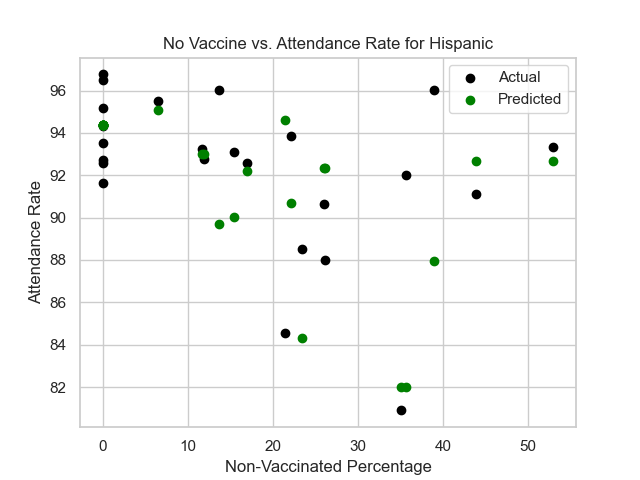 No Vaccine vs. Attendance Rate for Hispanic
Actual
Predicted
96
94
92
90
88
86
84
82
Attendance Rate
0
10
20
30
40
50
Non-Vaccinated Percentage